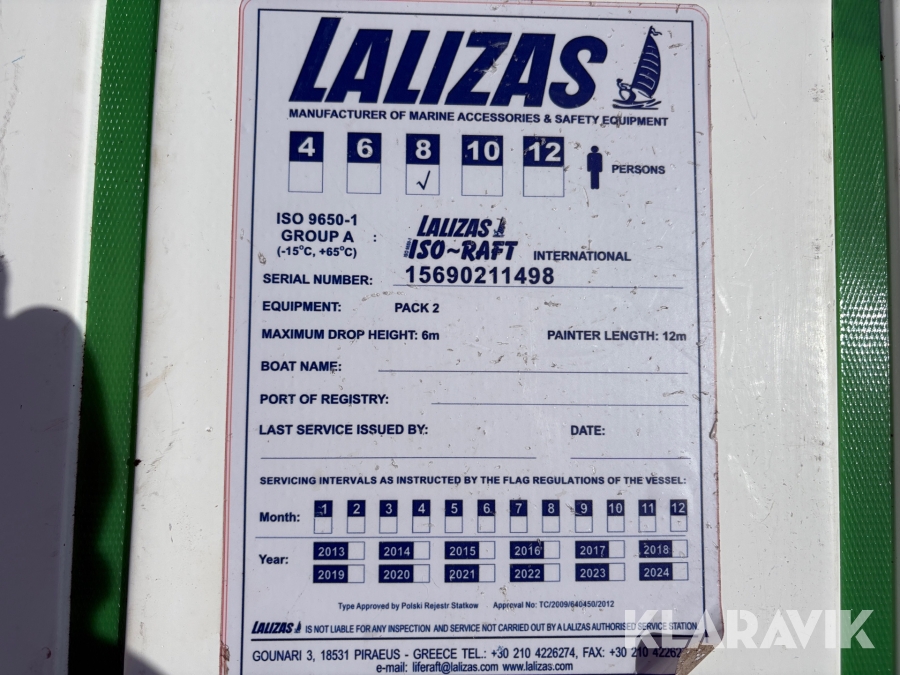 LALIZAS
MANUFACTURER OF MARINE ACCESSORIES & SAFETY EQUIPMENT
4 6 8 10 12 PERSONS
√
ISO 9650-1
GROUP A :
(-15°C, +65°C)
LALIZAS
ISO~RAFT INTERNATIONAL
SERIAL NUMBER: 15690211498
EQUIPMENT: PACK 2
MAXIMUM DROP HEIGHT: 6m PAINTER LENGTH: 12m
BOAT NAME:
PORT OF REGISTRY:
LAST SERVICE ISSUED BY: DATE:
SERVICING INTERVALS AS INSTRUCTED BY THE FLAG REGULATIONS OF THE VESSEL:
Month: 1 2 3 4 5 6 7 8 9 10 11 12
Year: 2013 2014 2015 2016 2017 2018
2019 2020 2021 2022 2023 2024
Type Approved by Polski Rejestr Statkow Approval No: TC/2009/640450/2012
LALIZAS IS NOT LIABLE FOR ANY INSPECTION AND SERVICE NOT CARRIED OUT BY A LALIZAS AUTHORISED SERVICE STATION
GOUNARI 3, 18531 PIRAEUS - GREECE TEL.: +30 210 4226274, FAX: +30 210
e-mail: liferaft@lalizas.com www.lalizas.com
KLARAVIK